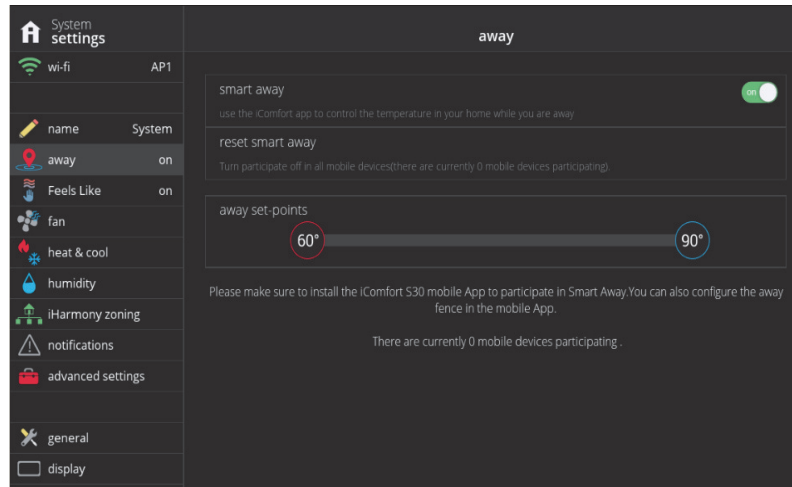 System
settings
away
wi-fi AP1
name System
away on
Feels Like on
fan
heat & cool
humidity
iHarmony zoning
notifications
advanced settings
general
display
smart away
on
use the iComfort app to control the temperature in your home while you are away
reset smart away
Turn participate off in all mobile devices(there are currently 0 mobile devices participating)
away set-points
60° 90°
Please make sure to install the iComfort S30 mobile App to participate in Smart Away.You can also configure the away
fence in the mobile App.
There are currently 0 mobile devices participating .